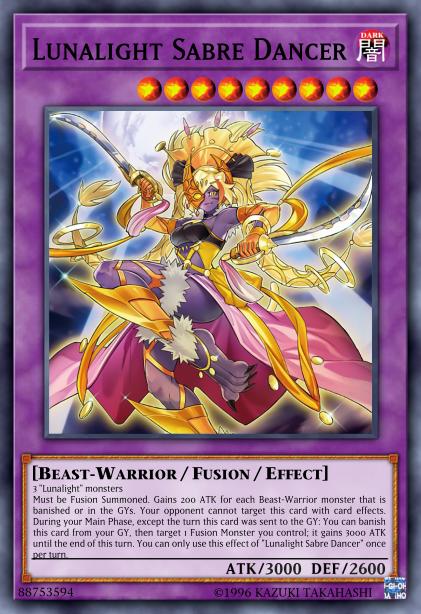 LUNALIGHT SABRE DANCER
DARK
闇
[BEAST-WARRIOR / FUSION / EFFECT]
3 "Lunalight" monsters
Must be Fusion Summoned. Gains 200 ATK for each Beast-Warrior monster that is
banished or in the GYs. Your opponent cannot target this card with card effects.
During your Main Phase, except the turn this card was sent to the GY: You can banish
this card from your GY, then target 1 Fusion Monster you control; it gains 3000 ATK
until the end of this turn. You can only use this effect of "Lunalight Sabre Dancer" once
per turn.
ATK/3000 DEF/2600
88753594 ©1996 KAZUKI TAKAHASHI